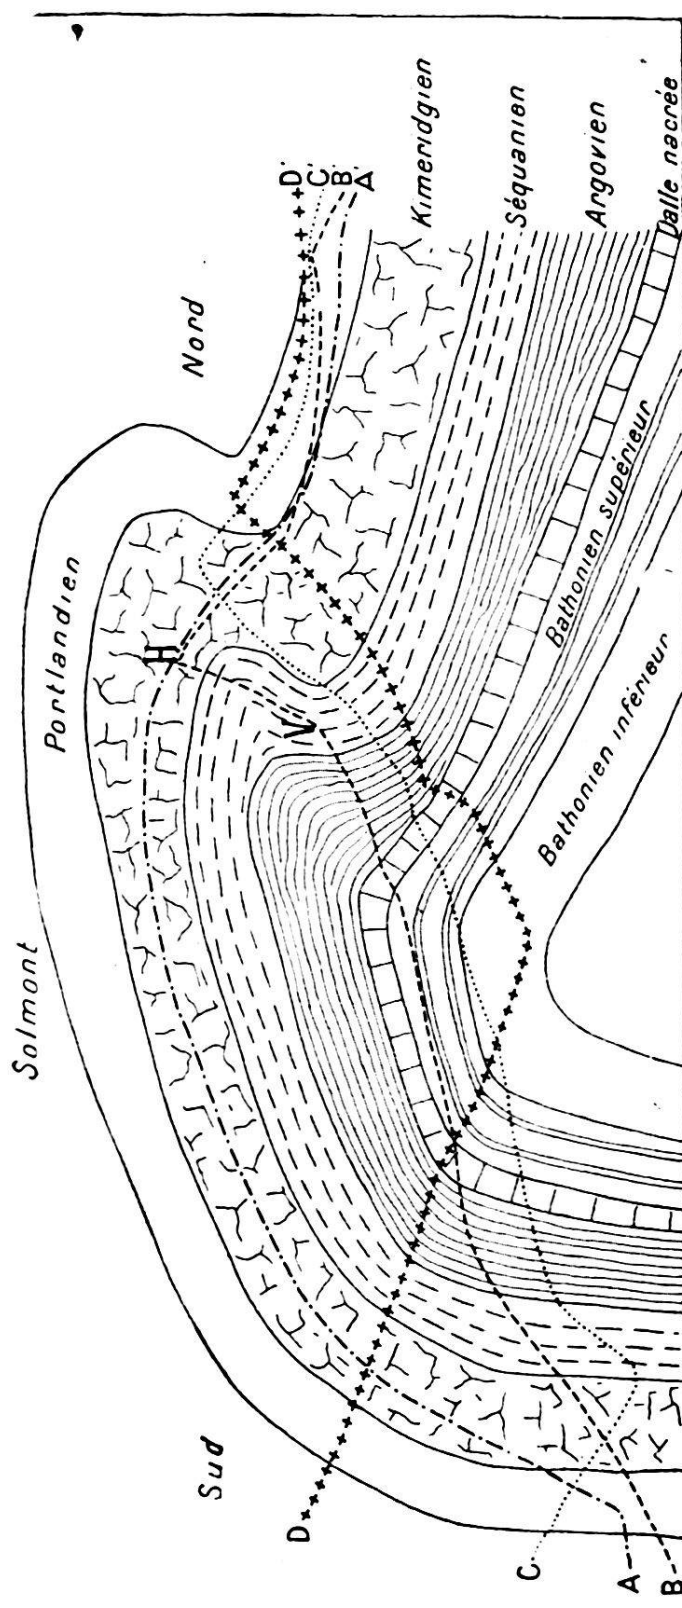 Solmont
Sud
Portlandien
Nord
H
V
D
C
B
A
Kimeridgien
Séquanien
Argovien
Dalle nacrée
Bathonien supérieur
Bathonien inférieur
D
C
A
B